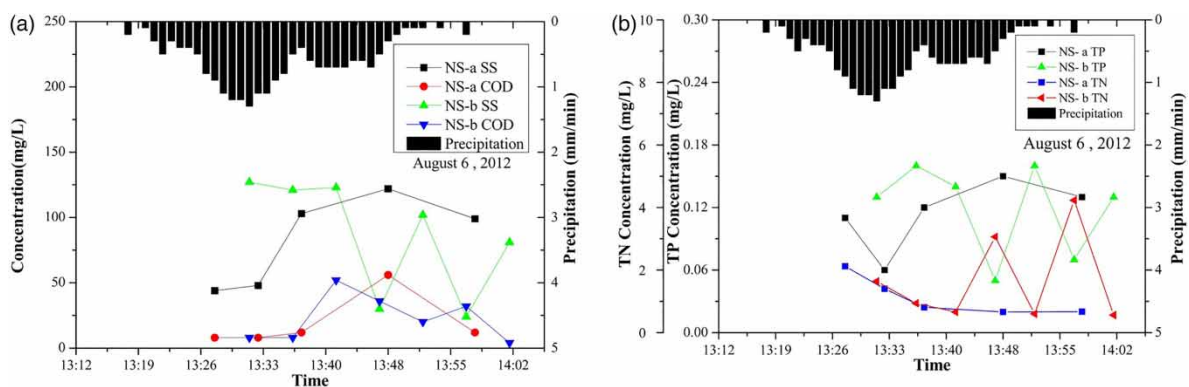 (a)
250
200
150
100
50
0
Concentration(mg/L)
NS-a SS
NS-a COD
NS-b SS
NS-b COD
Precipitation
August 6 , 2012
0
1
2
3
4
5
Precipitation (mm/min)
13:12 13:19 13:26 13:33 13:40 13:48 13:55 14:02
Time
(b)
10
8
6
4
2
0
TN Concentration (mg/L)
0.30
0.24
0.18
0.12
0.06
0.00
TP Concentration (mg/L)
NS- a TP
NS- b TP
NS- a TN
NS- b TN
Precipitation
August 6 , 2012
0
1
2
3
4
5
Precipitation (mm/min)
13:12 13:19 13:26 13:33 13:40 13:48 13:55 14:02
Time